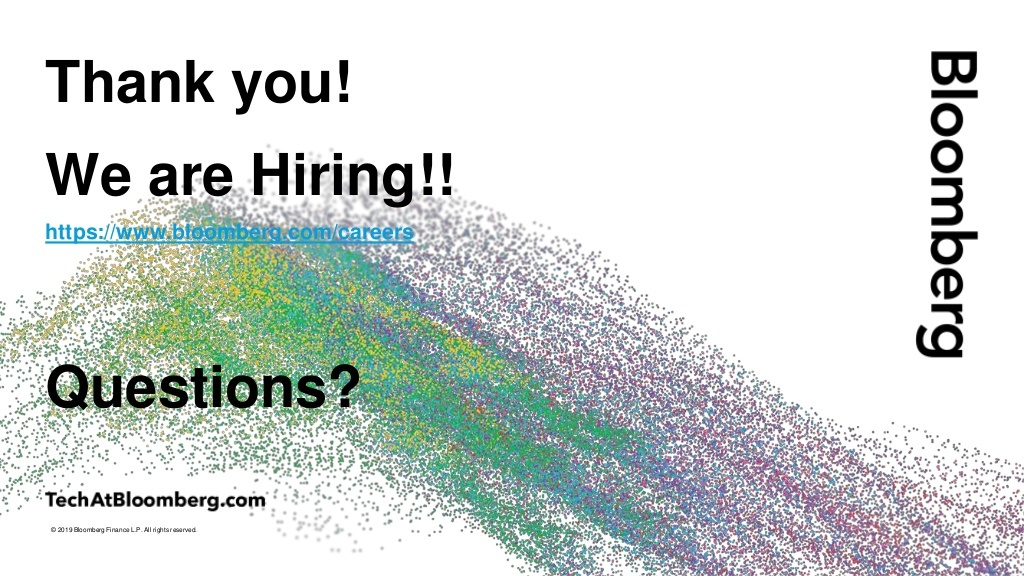 Thank you!
We are Hiring!!
https://www.bloomberg.com/careers
Questions?
TechAtBloomberg.com
© 2019 Bloomberg Finance L.P. All rights reserved.
Bloomberg